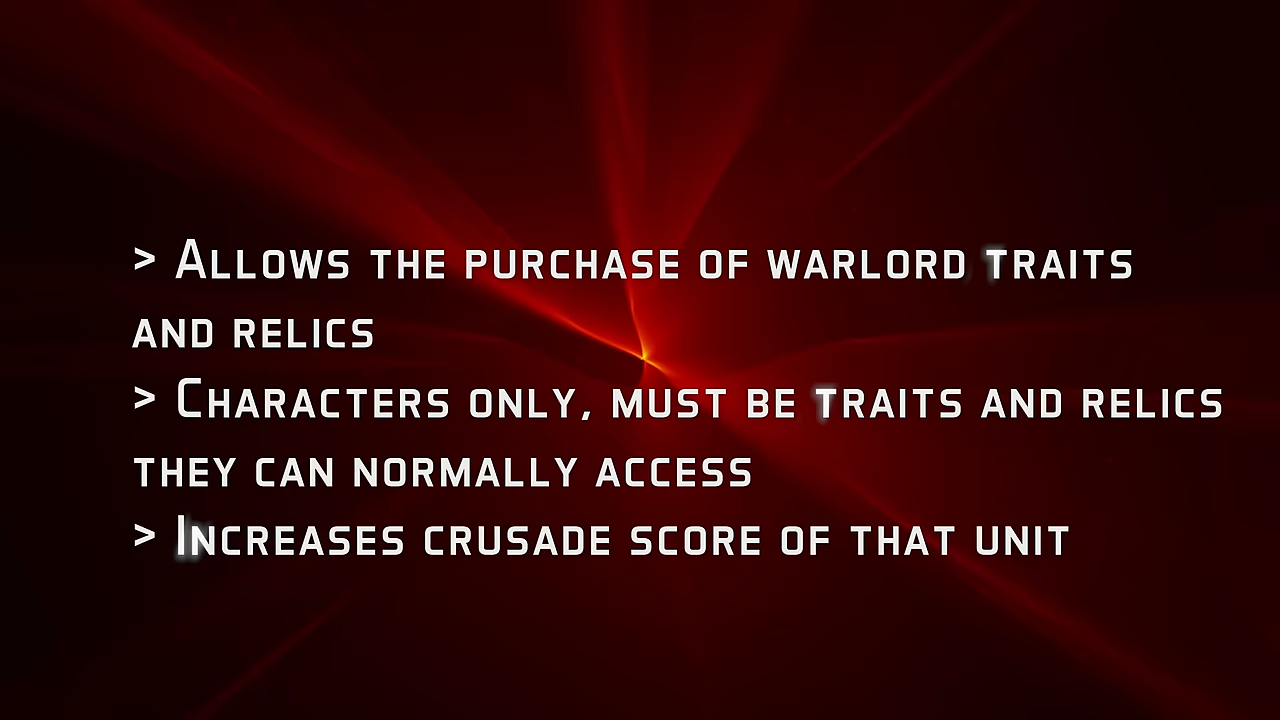 > Allows the purchase of warlord traits
and relics
> Characters only, must be traits and relics
they can normally access
> Increases crusade score of that unit